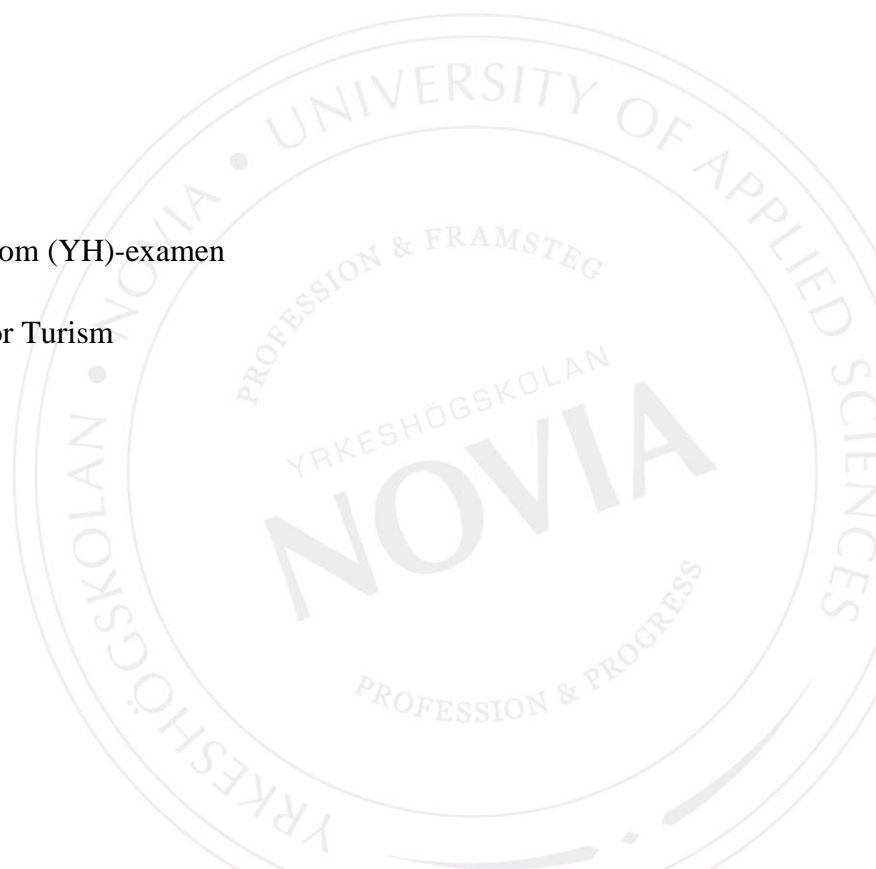 UNIVERSITY OF APPLIED SCIENCES
om (YH)-examen
PROFESSION & FRAMSTEG
or Turism
YRKESHÖGSKOLAN
NOVIA
PROFESSION & PROGRESS
YRKESHÖGSKOLAN • NOVIA •